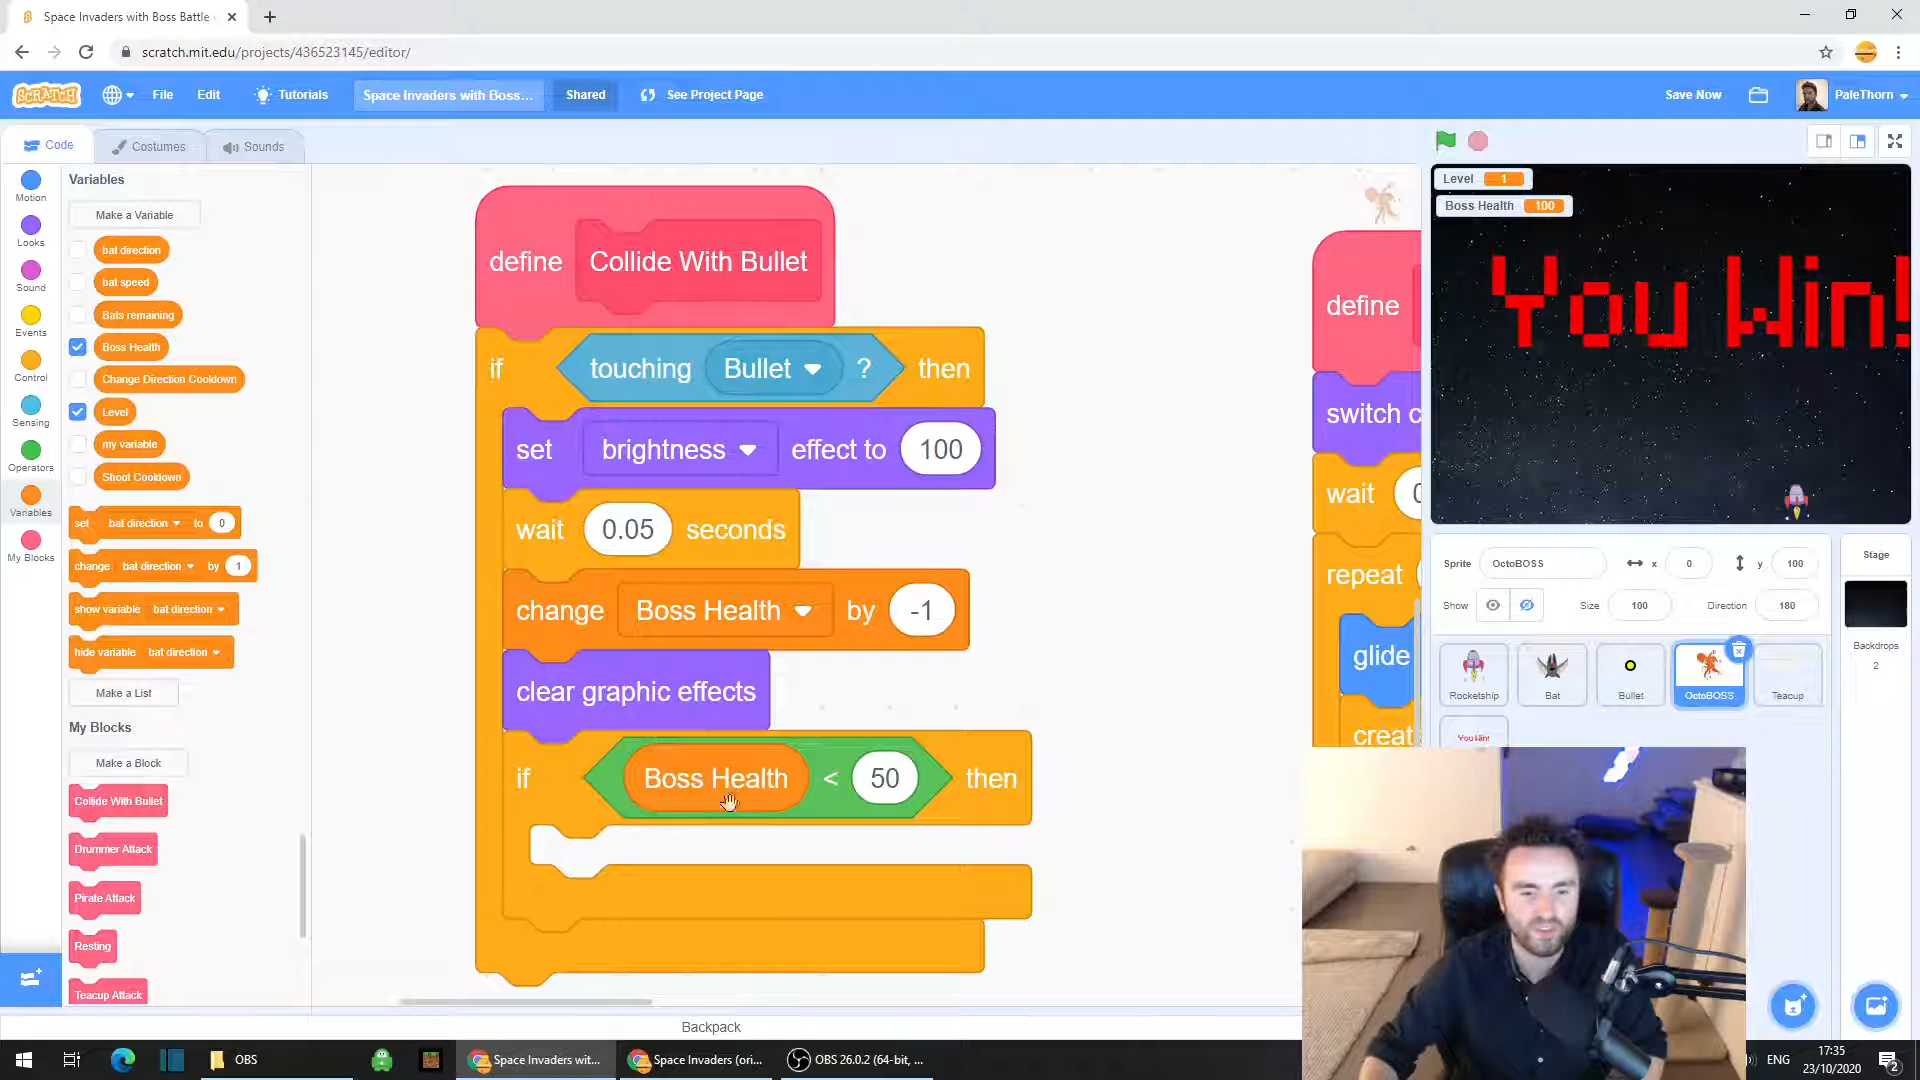 Space Invaders with Boss Battle
scratch.mit.edu/projects/436523145/editor/
SCRATCH
File
Edit
Tutorials
Space Invaders with Boss...
Shared
See Project Page
Save Now
PaleThorn
Code
Costumes
Sounds
Motion
Looks
Sound
Events
Control
Sensing
Operators
Variables
My Blocks
Variables
Make a Variable
bat direction
bat speed
Bats remaining
Boss Health
Change Direction Cooldown
Level
my variable
Shoot Cooldown
set bat direction to 0
change bat direction by 1
show variable bat direction
hide variable bat direction
Make a List
My Blocks
Make a Block
Collide With Bullet
Drummer Attack
Pirate Attack
Resting
Teacup Attack
define Collide With Bullet
if touching Bullet ? then
set brightness effect to 100
wait 0.05 seconds
change Boss Health by -1
clear graphic effects
if Boss Health < 50 then
define
switch c
wait
repeat
glide
creat
Level 1
Boss Health 100
You Win!
Sprite OctoBOSS x 0 y 100
Show Size 100 Direction 180
Rocketship
Bat
Bullet
OctoBOSS
Teacup
You Win!
Stage
Backdrops
2
Backpack
OBS
Space Invaders wit...
Space Invaders (ori...
OBS 26.0.2 (64-bit, ...
ENG
17:35
23/10/2020
2